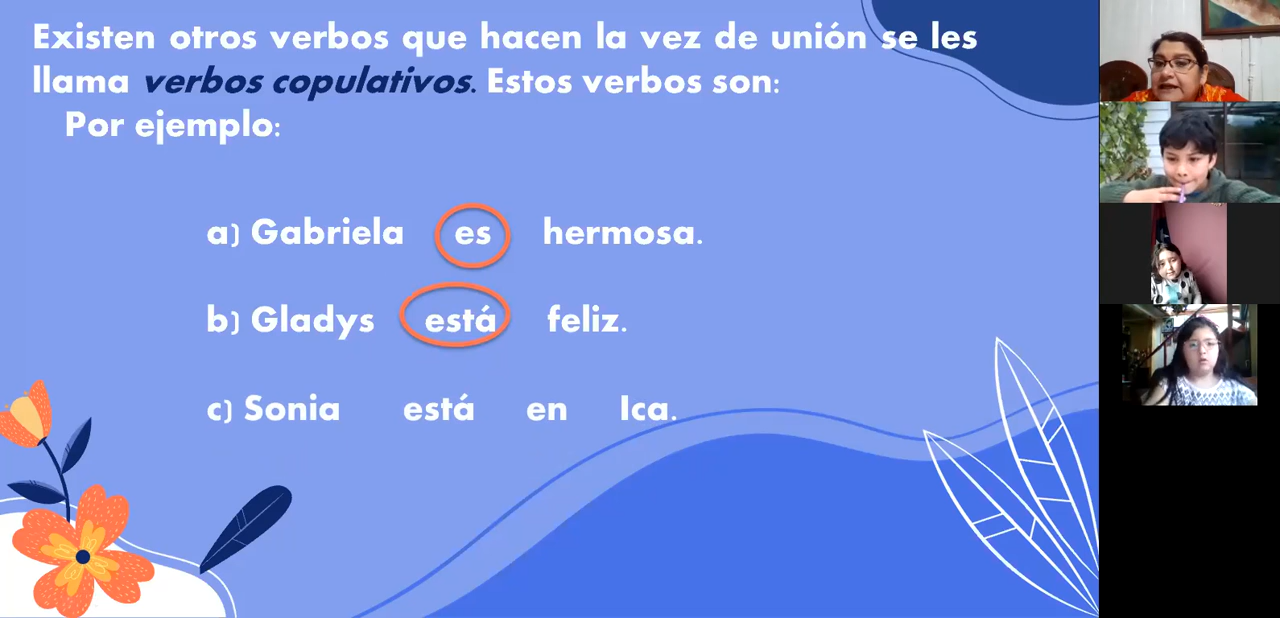 Existen otros verbos que hacen la vez de unión se les
llama verbos copulativos. Estos verbos son:
Por ejemplo:
a) Gabriela es hermosa.
b) Gladys está feliz.
c) Sonia está en Ica.